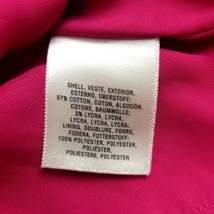 SHELL, VESTE, EXTERIOR,
ESTERNO, OBERSTOFF:
97% COTTON, COTON, ALGODÓN,
COTONE, BAUMWOLLE;
3% LYCRA, LYCRA,
LYCRA, LYCRA, LYCRA;
LINING, DOUBLURE, FORRO,
FODERA, FUTTERSTOFF:
100% POLYESTER, POLYESTER,
POLIÉSTER,
POLIESTERE, POLYESTER